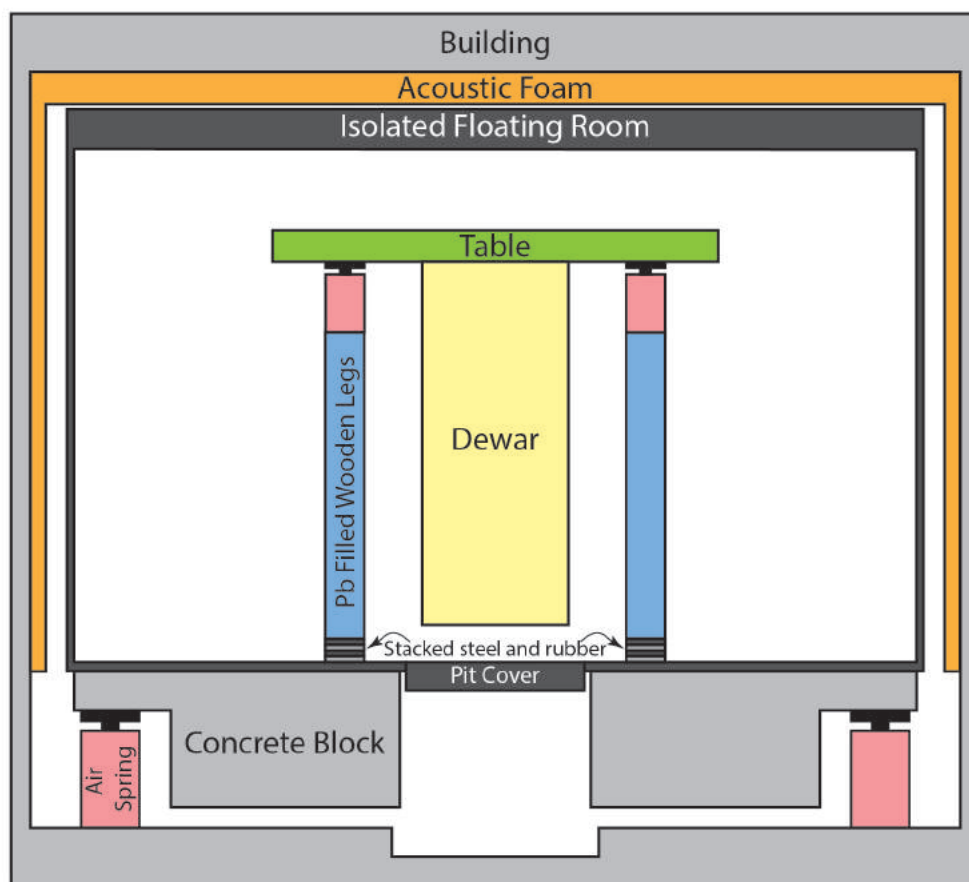 Building
Acoustic Foam
Isolated Floating Room
Table
Pb Filled Wooden Legs
Dewar
Stacked steel and rubber
Pit Cover
Concrete Block
Air
Spring